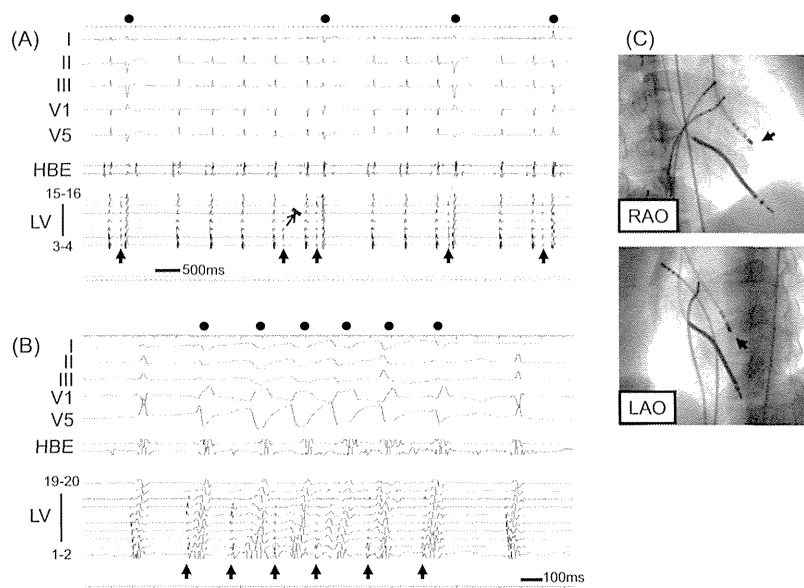 (A)
I
II
III
V1
V5
HBE
15-16
LV
3-4
500ms
(B)
I
II
III
V1
V5
HBE
19-20
LV
1-2
100ms
(C)
RAO
LAO